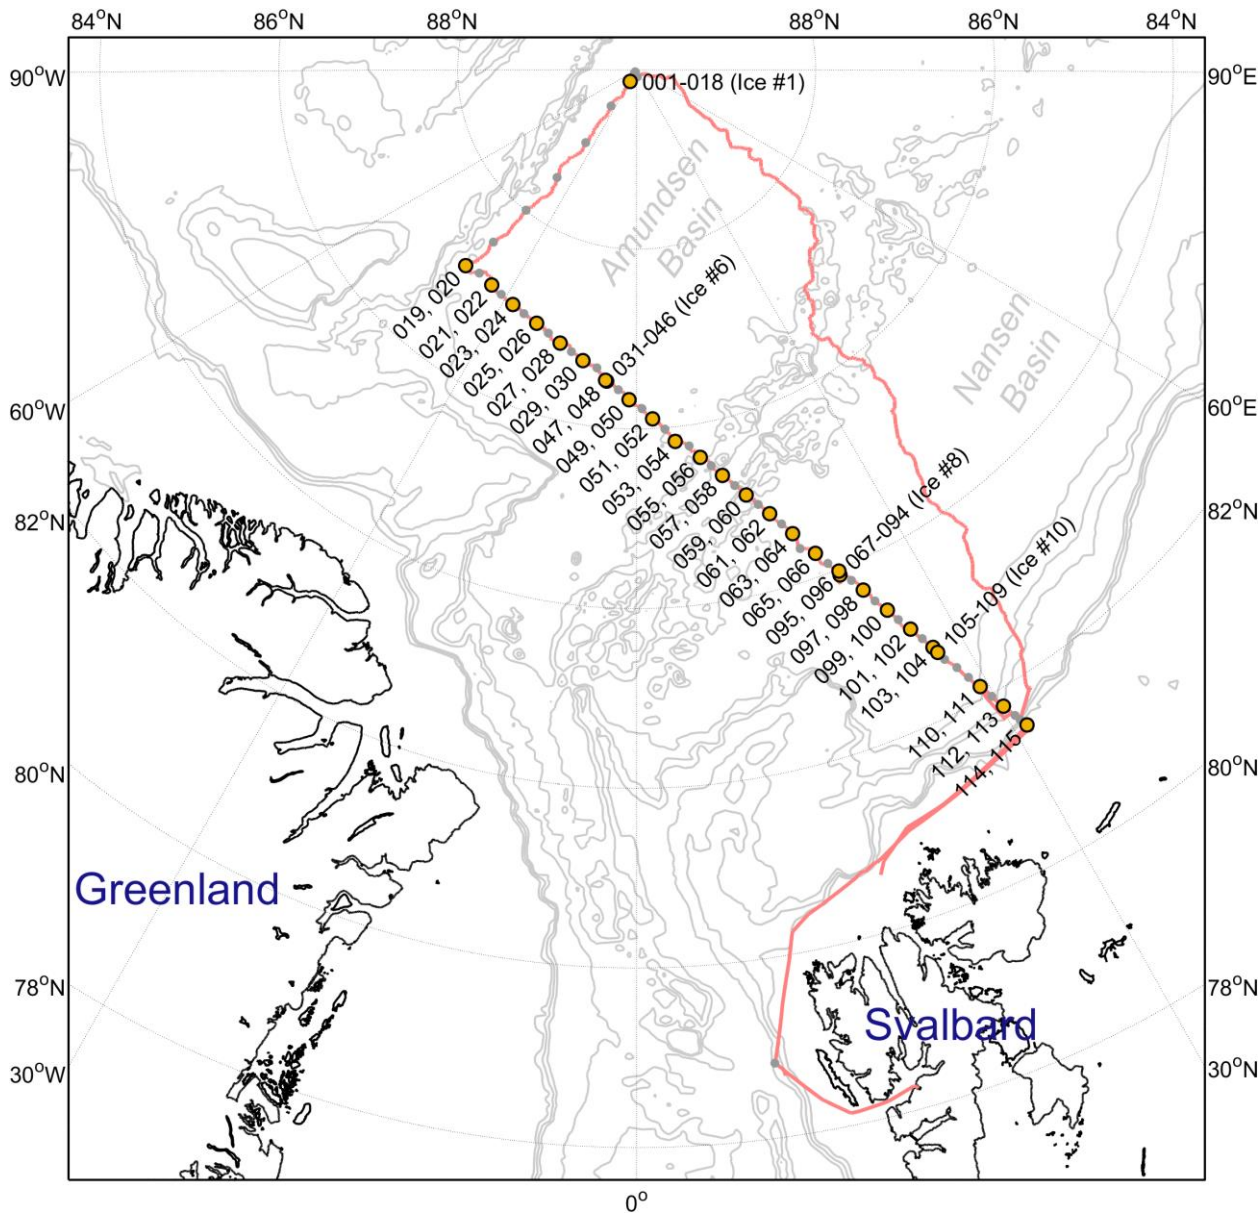 84°N
86°N
88°N
88°N
86°N
84°N
90°W
90°E
001-018 (Ice #1)
Amundsen
Basin
Nansen
Basin
019, 020
021, 022
023, 024
025, 026
027, 028
029, 030
031-046 (Ice #6)
047, 048
049, 050
051, 052
053, 054
055, 056
057, 058
059, 060
061, 062
063, 064
065, 066
067-094 (Ice #8)
095, 096
097, 098
099, 100
101, 102
103, 104
105-109 (Ice #10)
110, 111
112, 113
114, 115
60°W
60°E
82°N
82°N
80°N
80°N
Greenland
78°N
78°N
Svalbard
30°W
30°N
0°